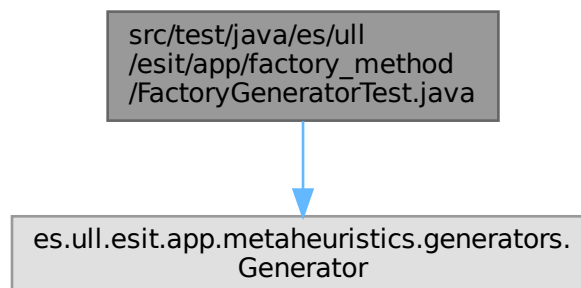 src/test/java/es/ull
/esit/app/factory_method
/FactoryGeneratorTest.java
es.ull.esit.app.metaheuristics.generators.
Generator